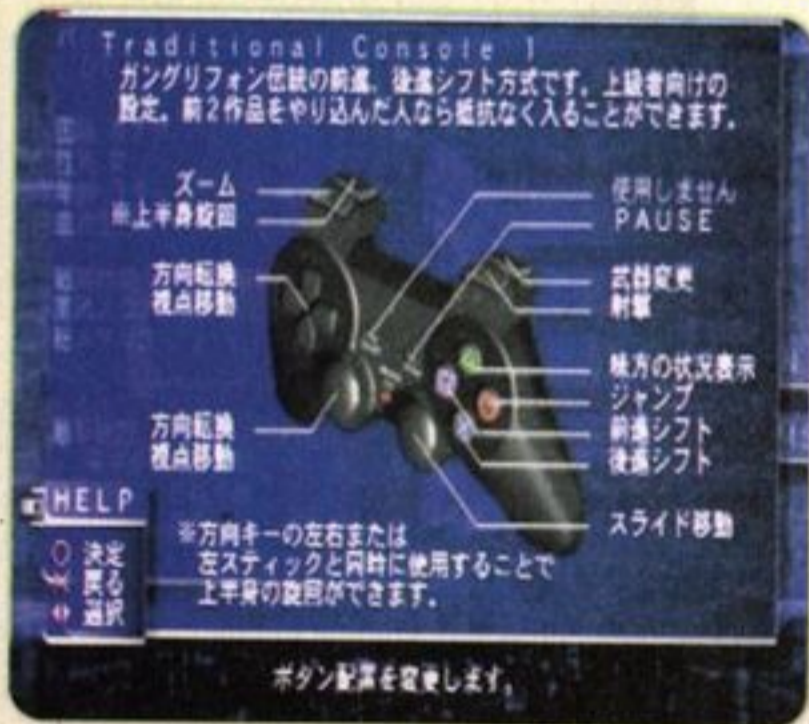 Traditional Console 1
ガングリフォン伝統の前進、後進シフト方式です。上級者向けの
設定。前2作品をやり込んだ人なら抵抗なく入ることができます。
ズーム
※上半身旋回
方向転換
視点移動
方向転換
視点移動
使用しません
PAUSE
武器変更
射撃
味方の状況表示
ジャンプ
前進シフト
後進シフト
スライド移動
HELP
○ 決定
× 戻る
選択
※方向キーの左右または
左スティックと同時に使用することで
上半身の旋回ができます。
ボタン配置を変更します。